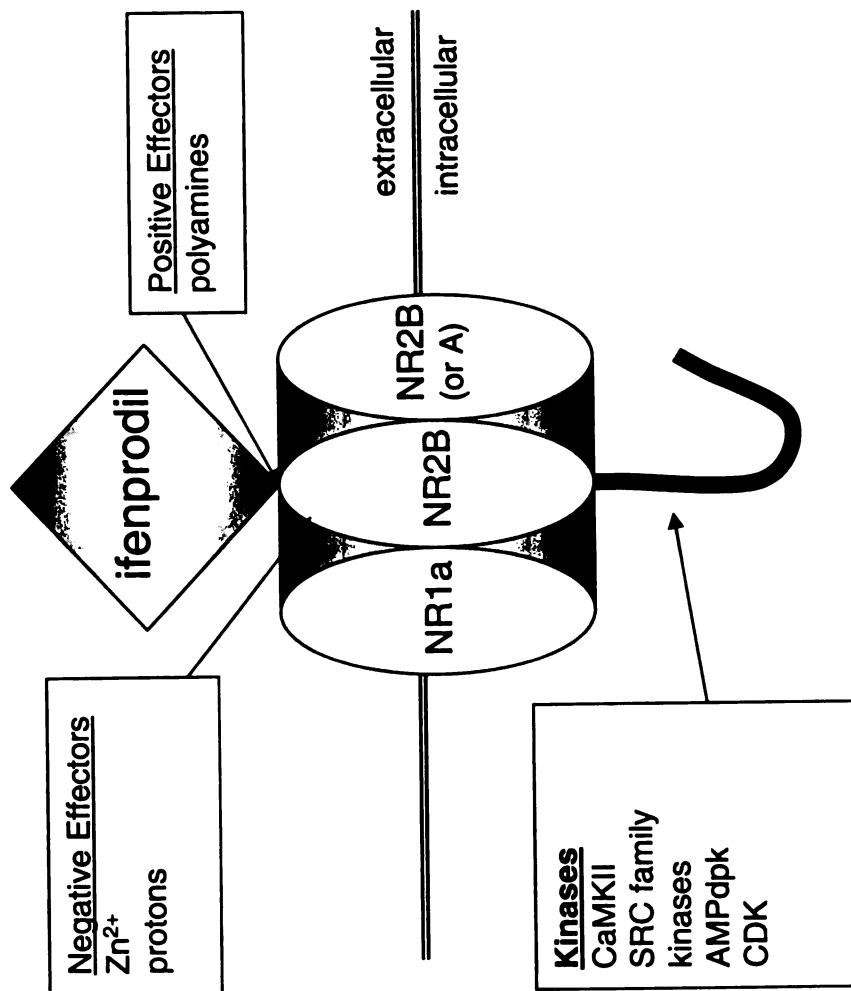 Negative Effectors
Zn²⁺
protons
ifenprodil
Positive Effectors
polyamines
extracellular
intracellular
NR1a
NR2B
NR2B
(or A)
Kinases
CaMKII
SRC family
kinases
AMPdpk
CDK